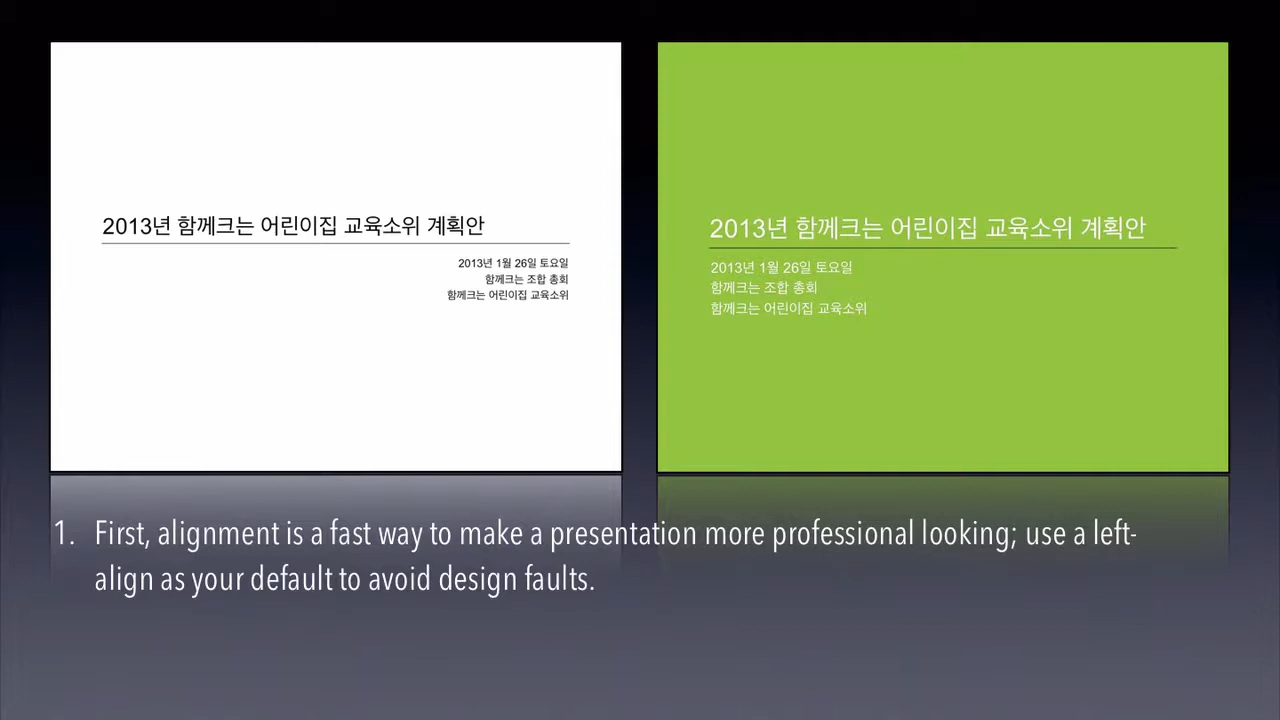 2013년 함께크는 어린이집 교육소위 계획안
2013년 1월 26일 토요일
함께크는 조합 총회
함께크는 어린이집 교육소위
2013년 함께크는 어린이집 교육소위 계획안
2013년 1월 26일 토요일
함께크는 조합 총회
함께크는 어린이집 교육소위
1. First, alignment is a fast way to make a presentation more professional looking; use a left-
align as your default to avoid design faults.